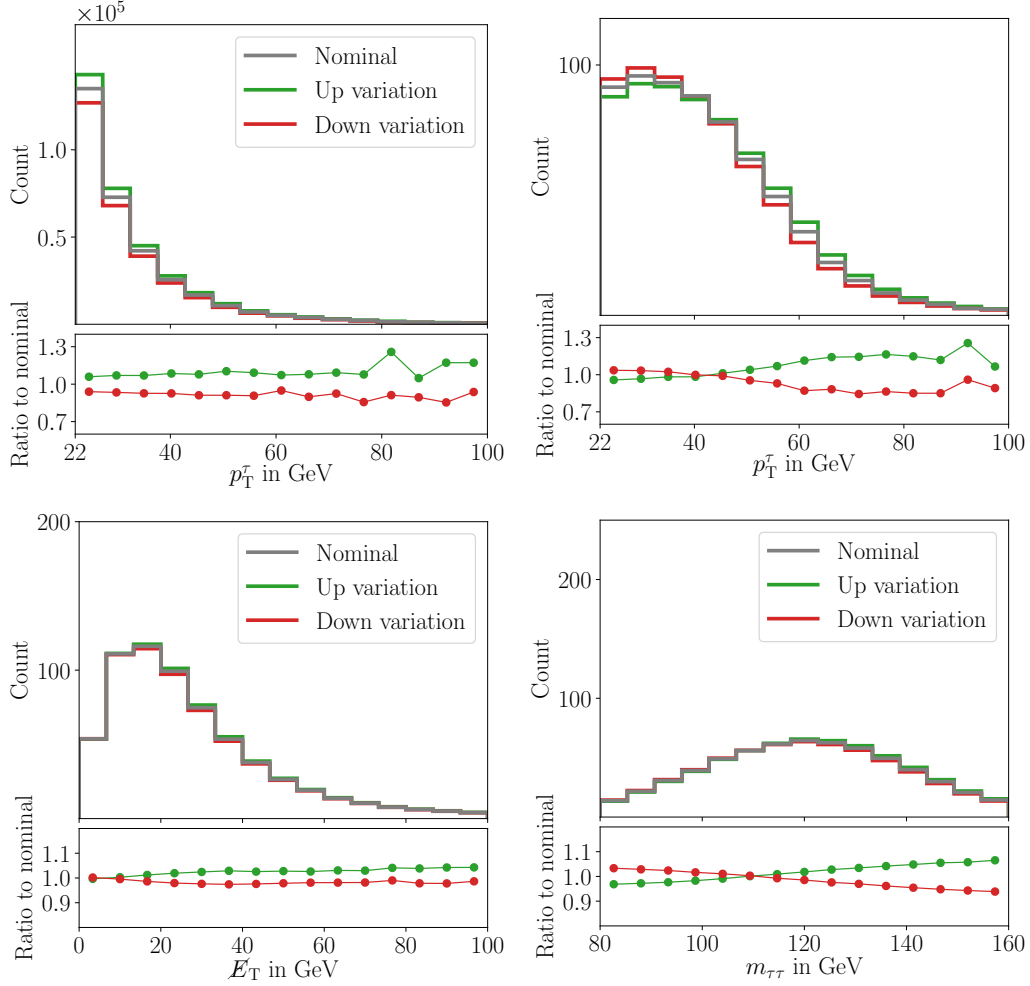 ×10⁵
Nominal
Up variation
Down variation
Count
1.0
0.5
Ratio to nominal
1.3
1.0
0.7
22 40 60 80 100
p_T^τ in GeV
100
Count
Ratio to nominal
1.3
1.0
0.7
22 40 60 80 100
p_T^τ in GeV
200
Nominal
Up variation
Down variation
Count
100
Ratio to nominal
1.1
1.0
0.9
0 20 40 60 80 100
E̸_T in GeV
Nominal
Up variation
Down variation
200
Count
100
Ratio to nominal
1.1
1.0
0.9
80 100 120 140 160
m_ττ in GeV